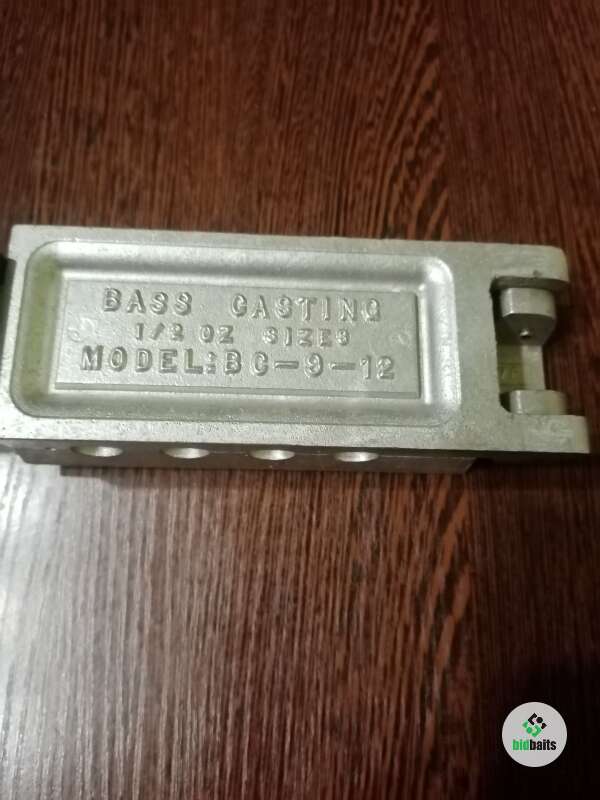 BASS CASTING
1/2 OZ SIZES
MODEL:BC-9-12
bidbaits